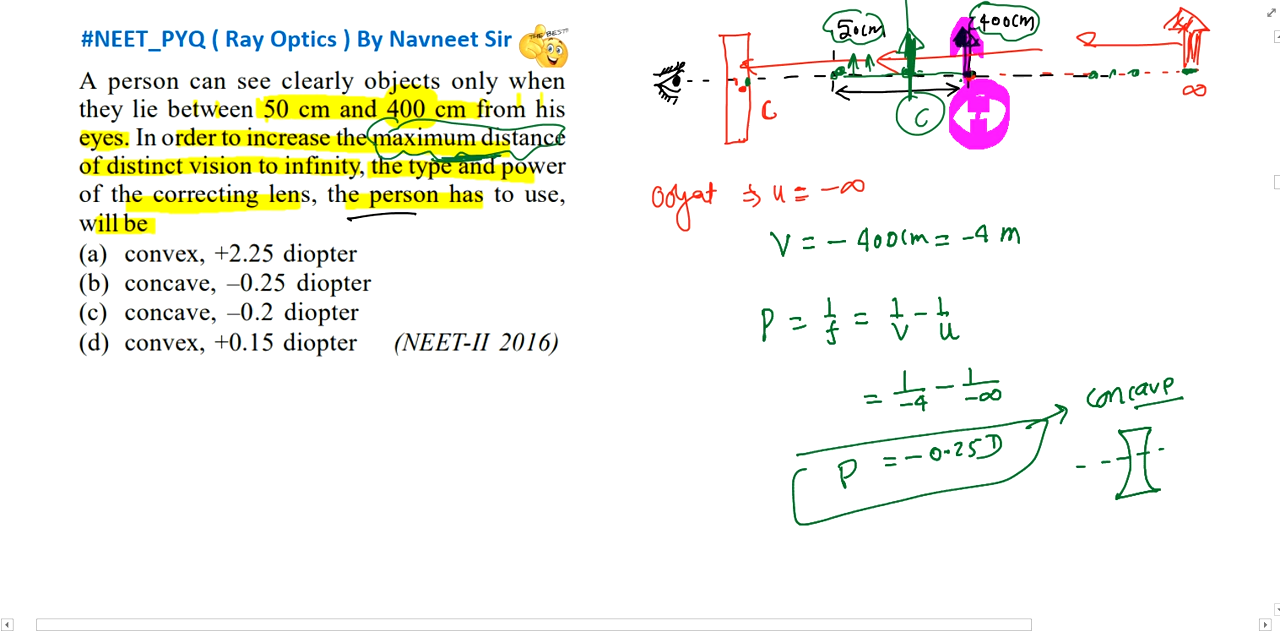 #NEET_PYQ ( Ray Optics ) By Navneet Sir
THE BEST!
A person can see clearly objects only when
they lie between 50 cm and 400 cm from his
eyes. In order to increase the maximum distance
of distinct vision to infinity, the type and power
of the correcting lens, the person has to use,
will be
(a) convex, +2.25 diopter
(b) concave, –0.25 diopter
(c) concave, –0.2 diopter
(d) convex, +0.15 diopter (NEET-II 2016)
50cm
400cm
∞
C
C
I
u = -∞
V = - 400cm = -4 m
P = 1/f = 1/v - 1/u
= 1/-4 - 1/-∞
P = -0.25D
concave